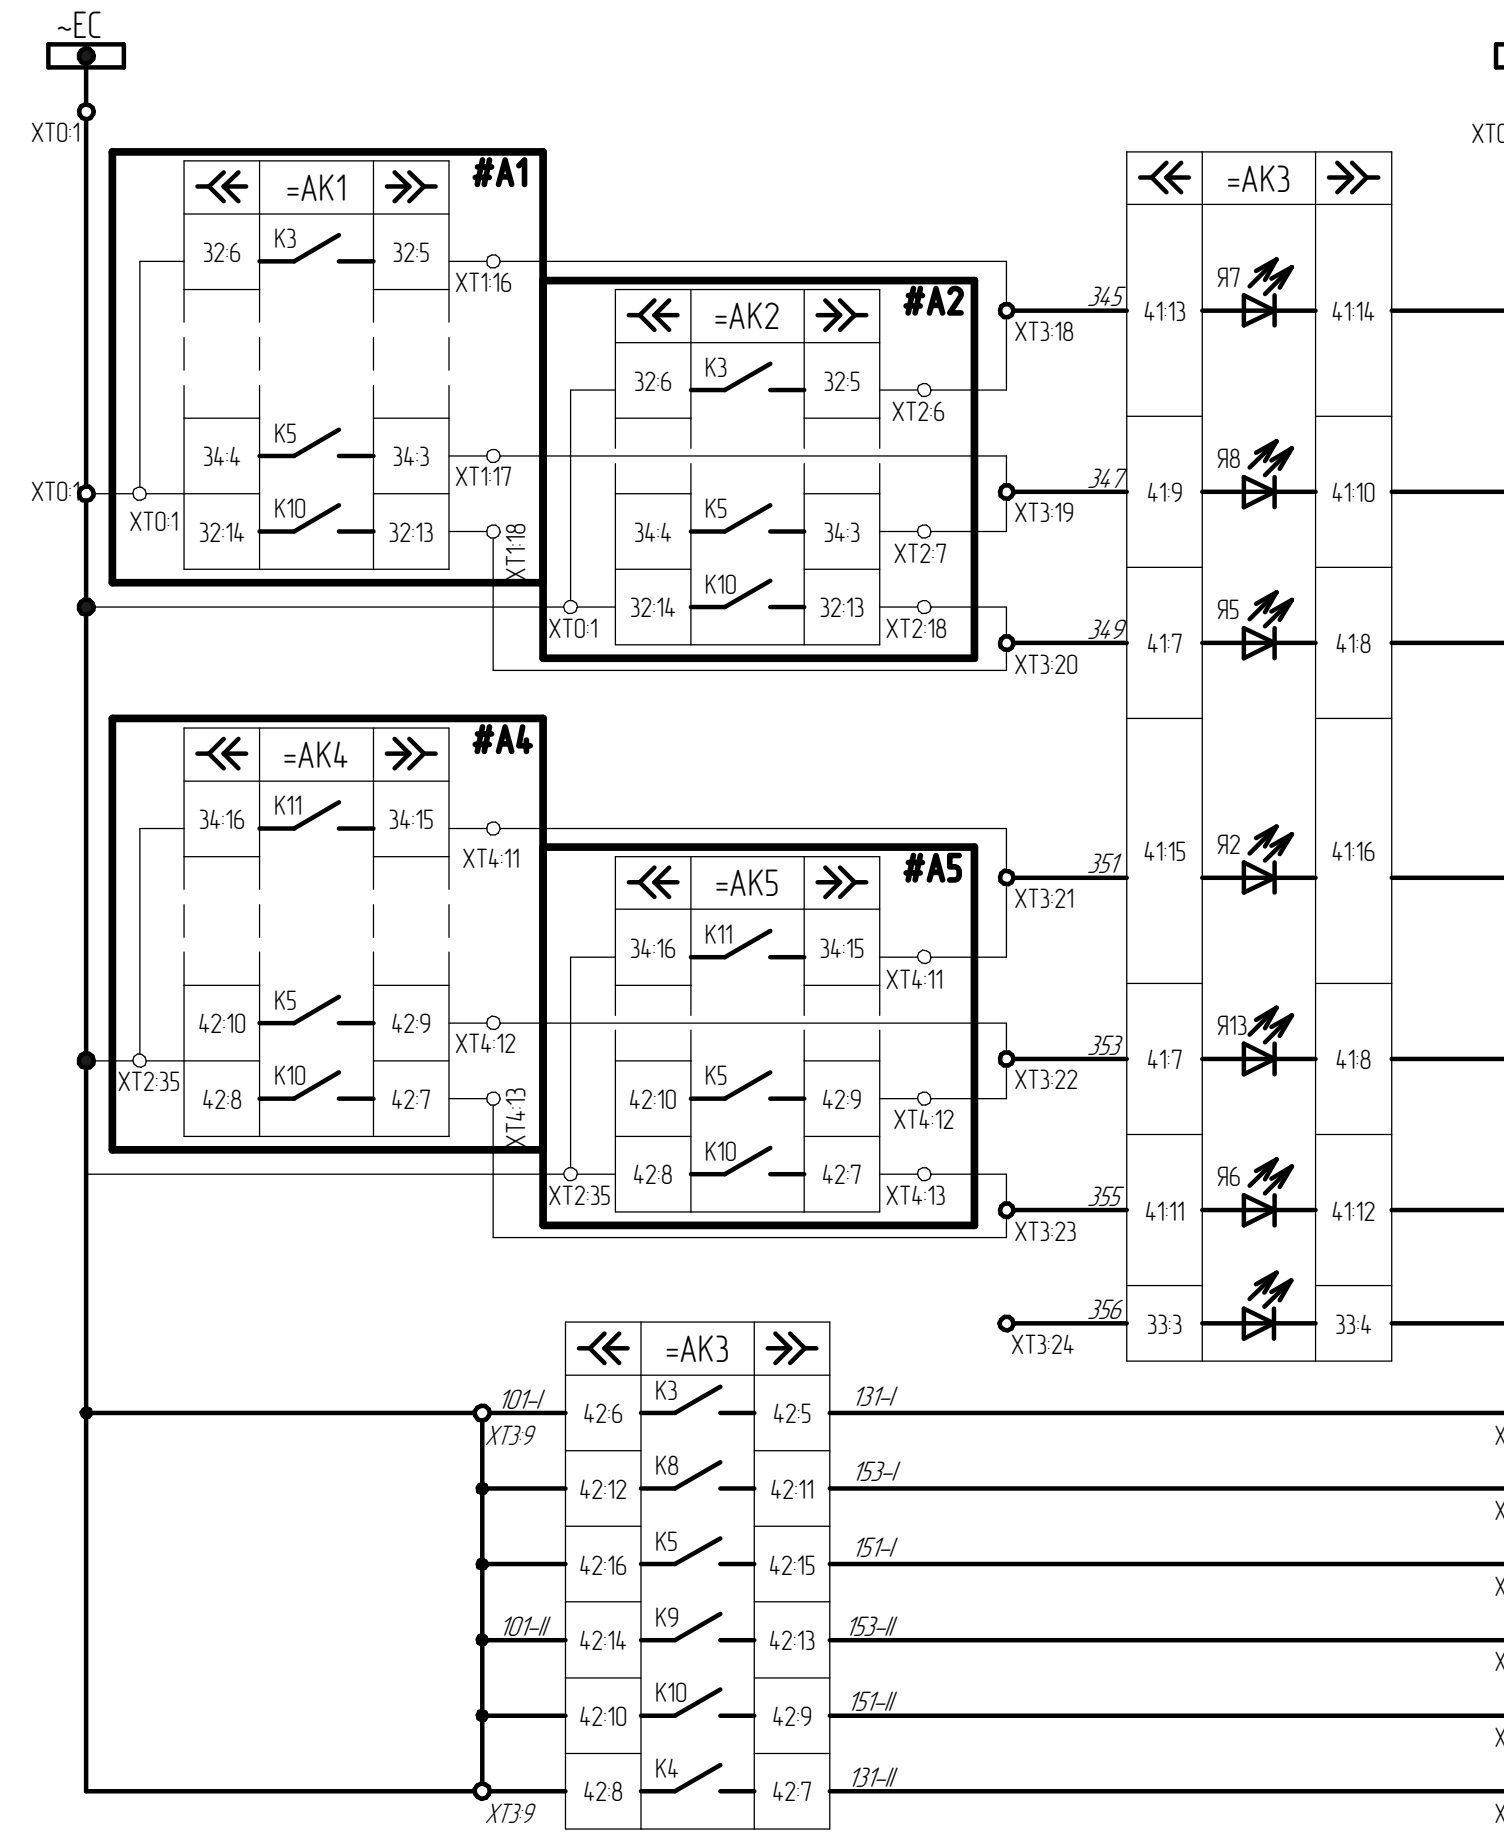 ~EC
XT0:1
XT0
#A1
=AK1
=AK3
32:6 K3 32:5
XT1:16
#A2
=AK2
345
41:13 Я7 41:14
XT3:18
32:6 K3 32:5
XT2:6
34:4 K5 34:3
XT1:17
347
41:9 Я8 41:10
XT3:19
XT0:1
XT0:1
32:14 K10 32:13
XT1:18
34:4 K5 34:3
XT2:7
32:14 K10 32:13
XT0:1
XT2:18
349
41:7 Я5 41:8
XT3:20
#A4
=AK4
34:16 K11 34:15
XT4:11
#A5
=AK5
351
41:15 Я2 41:16
XT3:21
34:16 K11 34:15
XT4:11
42:10 K5 42:9
XT4:12
353
41:7 Я13 41:8
XT3:22
XT2:35
42:8 K10 42:7
XT4:13
42:10 K5 42:9
XT4:12
42:8 K10 42:7
XT2:35
XT4:13
355
41:11 Я6 41:12
XT3:23
356
33:3 33:4
XT3:24
=AK3
101-I
42:6 K3 42:5
131-I
XT3:9
X
42:12 K8 42:11
153-I
X
42:16 K5 42:15
151-I
X
101-II
42:14 K9 42:13
153-II
X
42:10 K10 42:9
151-II
X
42:8 K4 42:7
131-II
XT3:9
X